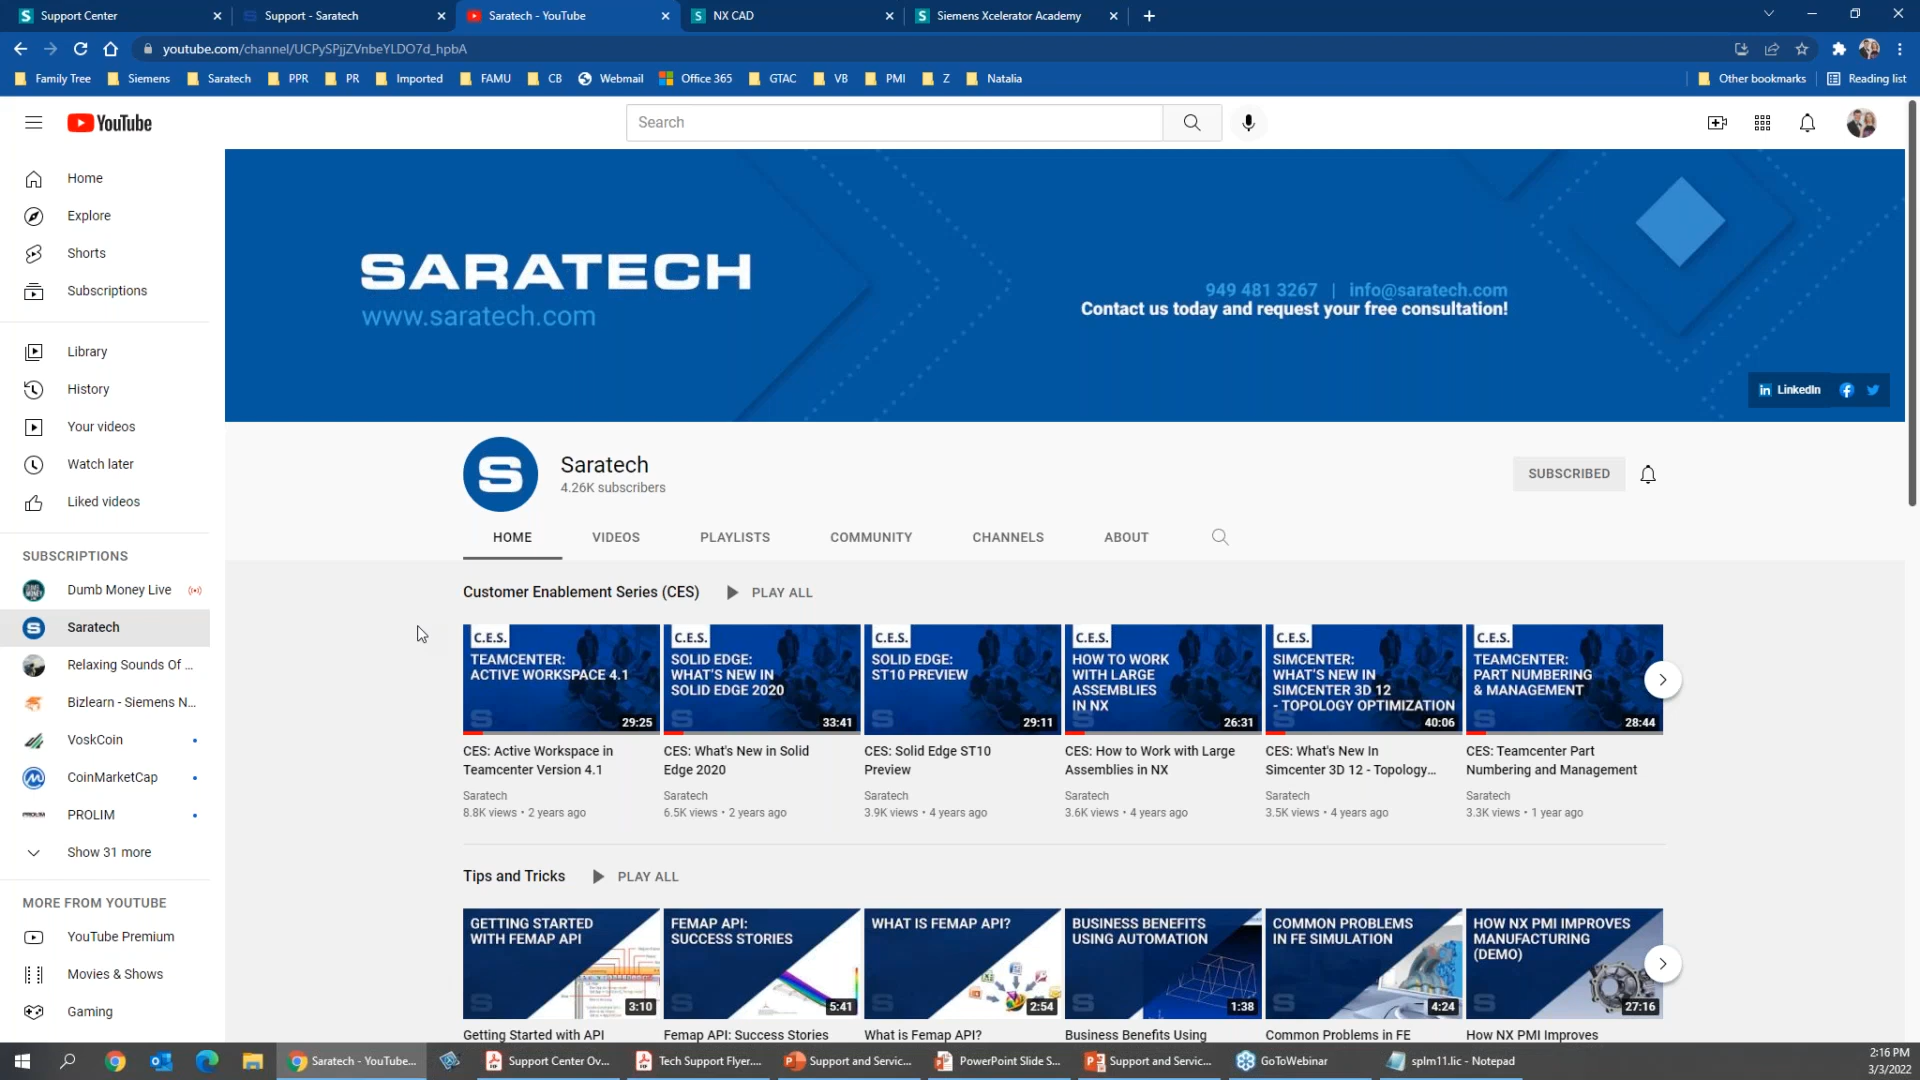 Support Center
Support - Saratech
Saratech - YouTube
NX CAD
Siemens Xcelerator Academy
youtube.com/channel/UCPySPjjZVnbeYLDO7d_hpbA
Family Tree
Siemens
Saratech
PPR
PR
Imported
FAMU
CB
Webmail
Office 365
GTAC
VB
PMI
Z
Natalia
Other bookmarks
Reading list
YouTube
Search
Home
Explore
Shorts
Subscriptions
Library
History
Your videos
Watch later
Liked videos
SUBSCRIPTIONS
Dumb Money Live
Saratech
Relaxing Sounds Of ...
Bizlearn - Siemens N...
VoskCoin
CoinMarketCap
PROLIM
Show 31 more
MORE FROM YOUTUBE
YouTube Premium
Movies & Shows
Gaming
SARATECH
www.saratech.com
949 481 3267 | info@saratech.com
Contact us today and request your free consultation!
LinkedIn
Saratech
4.26K subscribers
SUBSCRIBED
HOME
VIDEOS
PLAYLISTS
COMMUNITY
CHANNELS
ABOUT
Customer Enablement Series (CES)
PLAY ALL
C.E.S.
TEAMCENTER:
ACTIVE WORKSPACE 4.1
29:25
CES: Active Workspace in
Teamcenter Version 4.1
Saratech
8.8K views • 2 years ago
C.E.S.
SOLID EDGE:
WHAT'S NEW IN
SOLID EDGE 2020
33:41
CES: What's New in Solid
Edge 2020
Saratech
6.5K views • 2 years ago
C.E.S.
SOLID EDGE:
ST10 PREVIEW
29:11
CES: Solid Edge ST10
Preview
Saratech
3.9K views • 4 years ago
C.E.S.
HOW TO WORK
WITH LARGE
ASSEMBLIES
IN NX
26:31
CES: How to Work with Large
Assemblies in NX
Saratech
3.6K views • 4 years ago
C.E.S.
SIMCENTER:
WHAT'S NEW IN
SIMCENTER 3D 12
- TOPOLOGY OPTIMIZATION
40:06
CES: What's New In
Simcenter 3D 12 - Topology...
Saratech
3.5K views • 4 years ago
C.E.S.
TEAMCENTER:
PART NUMBERING
& MANAGEMENT
28:44
CES: Teamcenter Part
Numbering and Management
Saratech
3.3K views • 1 year ago
Tips and Tricks
PLAY ALL
GETTING STARTED
WITH FEMAP API
3:10
Getting Started with API
FEMAP API:
SUCCESS STORIES
5:41
Femap API: Success Stories
WHAT IS FEMAP API?
2:54
What is Femap API?
BUSINESS BENEFITS
USING AUTOMATION
1:38
Business Benefits Using
COMMON PROBLEMS
IN FE SIMULATION
4:24
Common Problems in FE
HOW NX PMI IMPROVES
MANUFACTURING
(DEMO)
27:16
How NX PMI Improves
Saratech - YouTube...
Support Center Ov...
Tech Support Flyer....
Support and Servic...
PowerPoint Slide S...
Support and Servic...
GoToWebinar
splm11.lic - Notepad
2:16 PM
3/3/2022